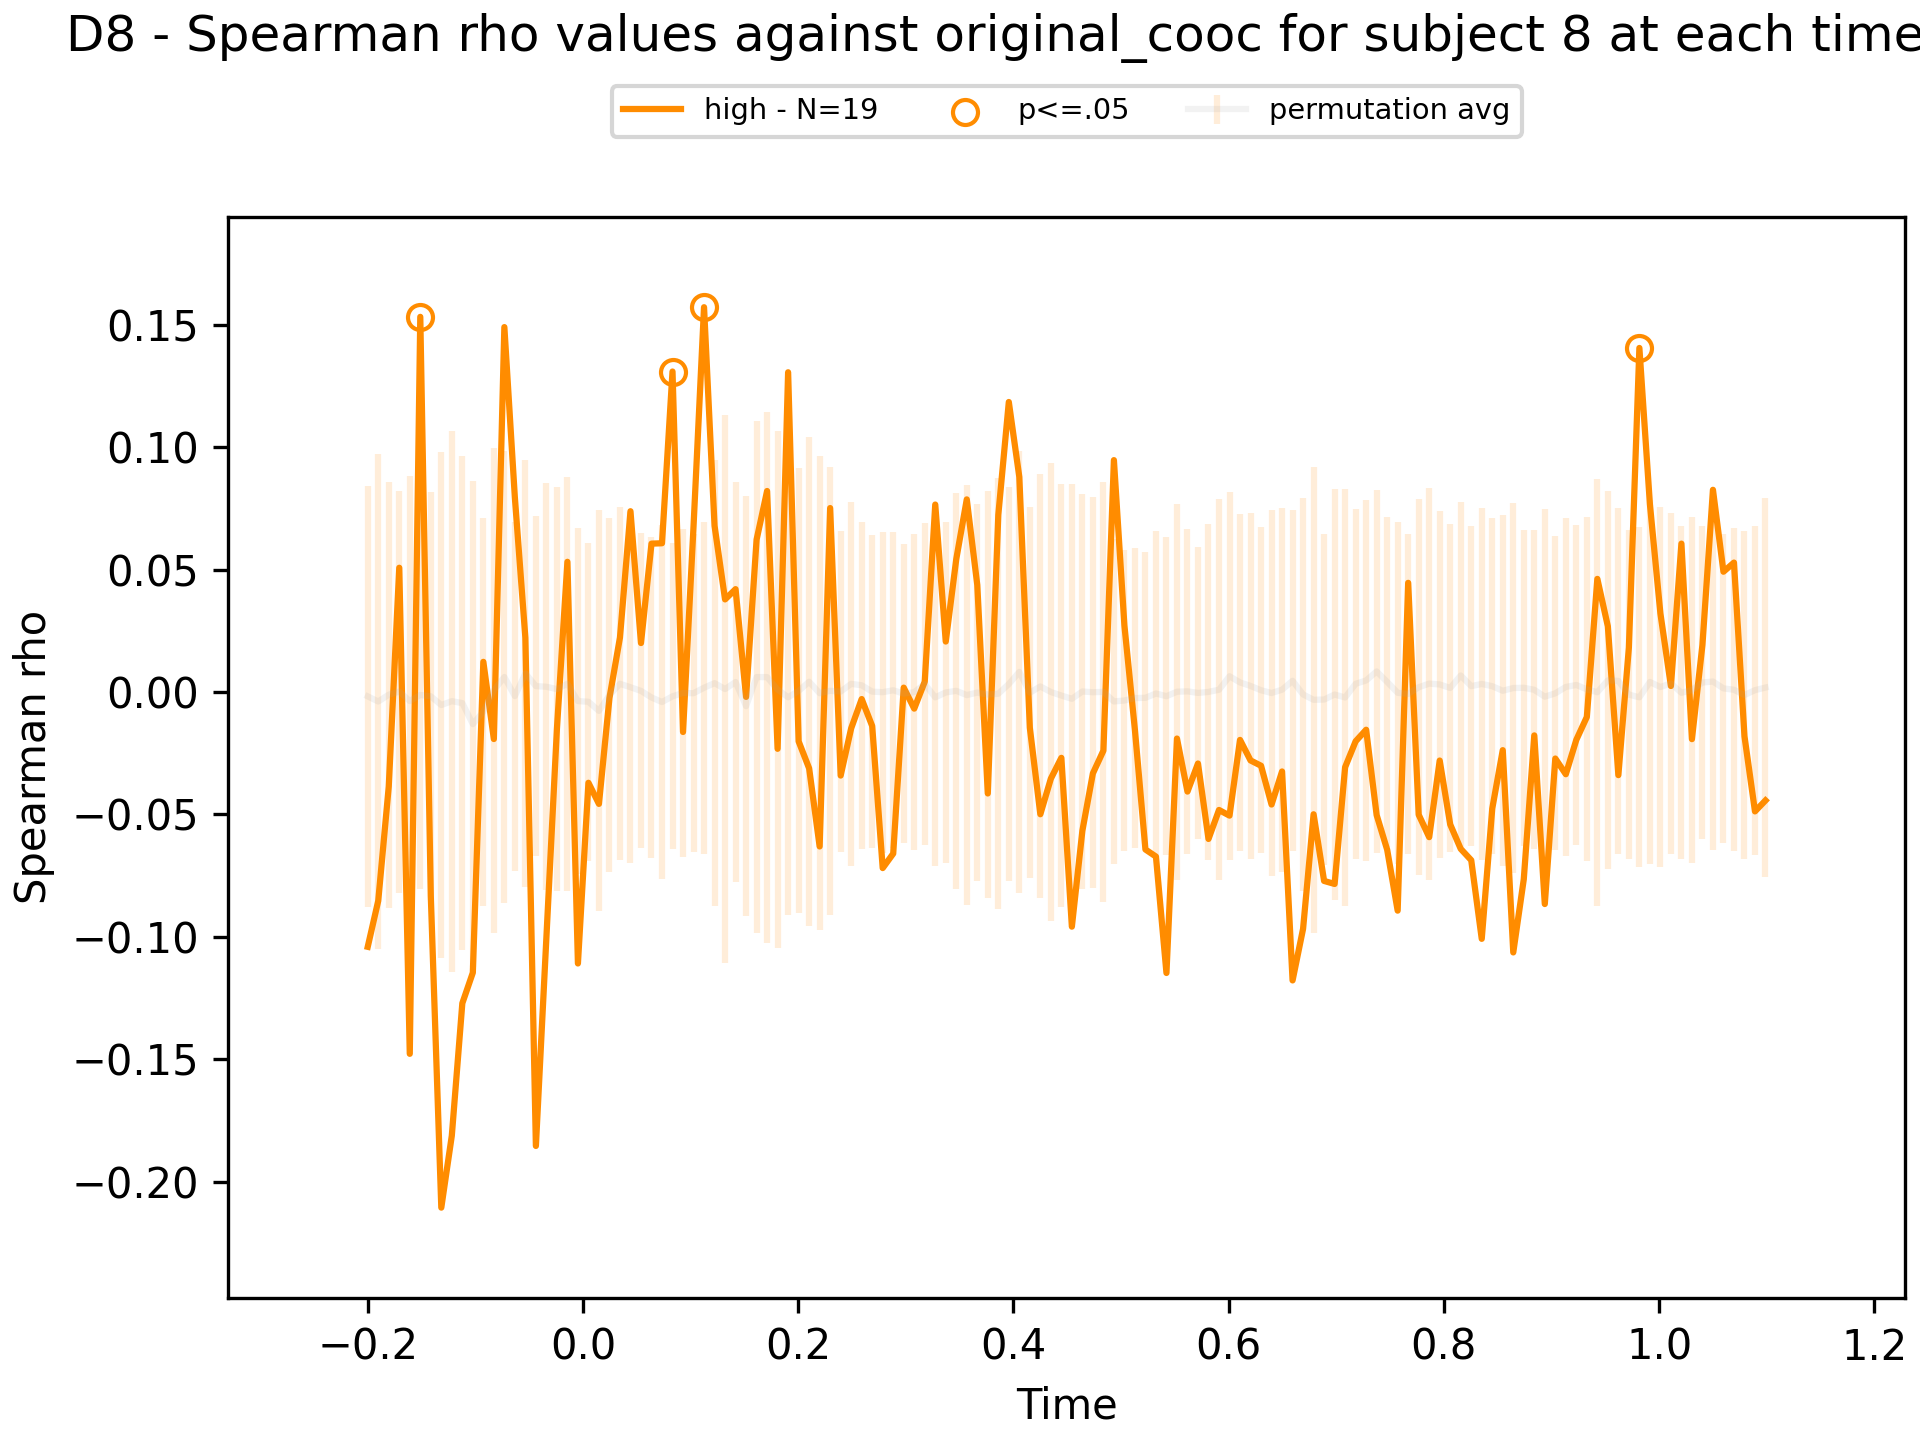 D8 - Spearman rho values against original_cooc for subject 8 at each time
high - N=19 p<=.05 permutation avg
0.15
0.10
0.05
0.00
−0.05
−0.10
−0.15
−0.20
Spearman rho
−0.2 0.0 0.2 0.4 0.6 0.8 1.0 1.2
Time